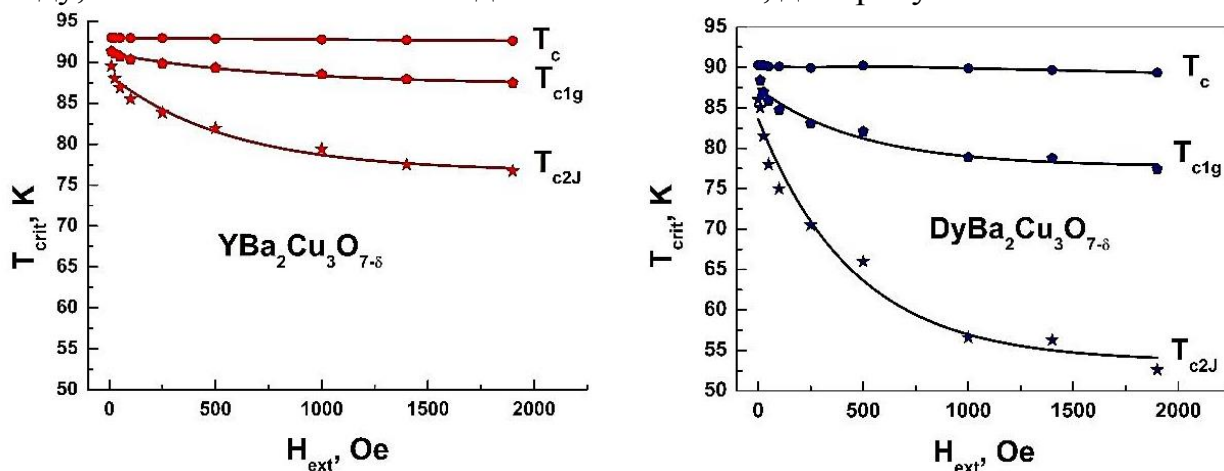 95
90
85
80
75
70
65
60
55
50
T_crit, K
T_c
T_c1g
T_c2J
YBa₂Cu₃O₇₋δ
0 500 1000 1500 2000
H_ext, Oe
95
90
85
80
75
70
65
60
55
50
T_crit, K
T_c
T_c1g
T_c2J
DyBa₂Cu₃O₇₋δ
0 500 1000 1500 2000
H_ext, Oe